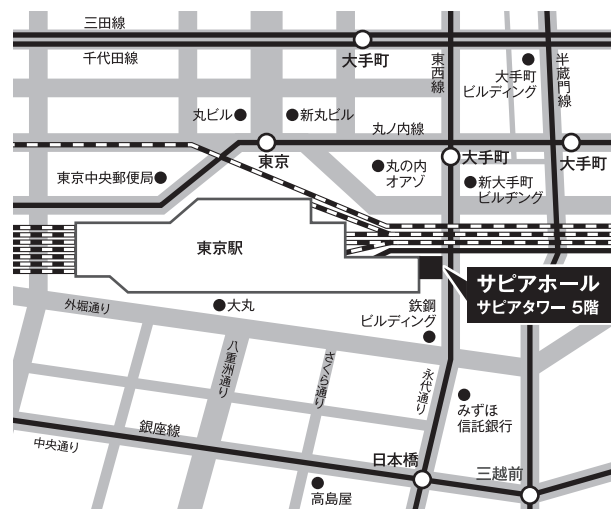 三田線
千代田線
大手町
東西線
大手町
ビルディング
半蔵門線
丸ビル
新丸ビル
丸ノ内線
東京
大手町
大手町
東京中央郵便局
丸の内
オアゾ
新大手町
ビルヂング
東京駅
サピアホール
サピアタワー 5階
外堀通り
大丸
鉄鋼
ビルディング
八重洲通り
さくら通り
永代通り
みずほ
信託銀行
銀座線
中央通り
日本橋
三越前
高島屋